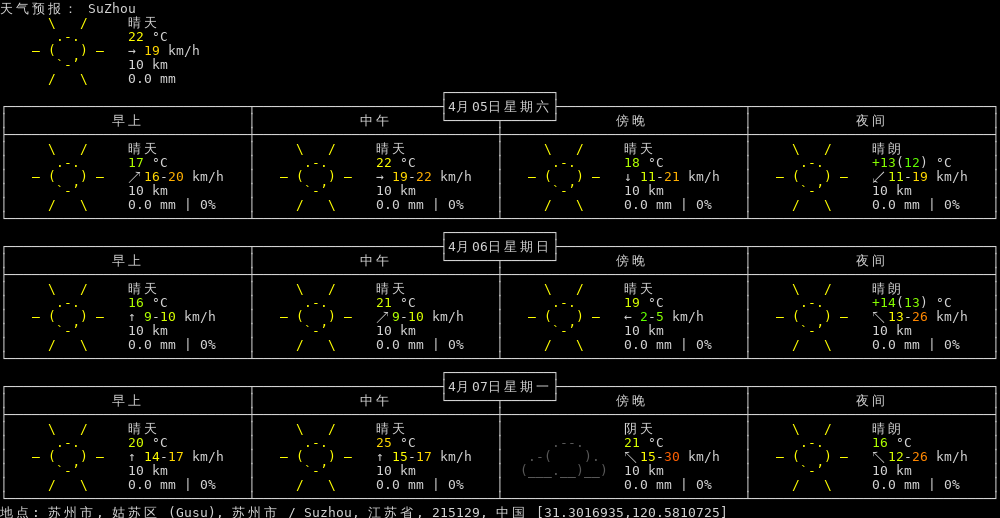 天气预报： SuZhou
晴天
22 °C
→ 19 km/h
10 km
0.0 mm
4月05日星期六
早上 中午 傍晚 夜间
晴天 晴天 晴天 晴朗
17 °C 22 °C 18 °C +13(12) °C
↗ 16-20 km/h → 19-22 km/h ↓ 11-21 km/h ↙ 11-19 km/h
10 km 10 km 10 km 10 km
0.0 mm | 0% 0.0 mm | 0% 0.0 mm | 0% 0.0 mm | 0%
4月06日星期日
早上 中午 傍晚 夜间
晴天 晴天 晴天 晴朗
16 °C 21 °C 19 °C +14(13) °C
↑ 9-10 km/h ↗ 9-10 km/h ← 2-5 km/h ↖ 13-26 km/h
10 km 10 km 10 km 10 km
0.0 mm | 0% 0.0 mm | 0% 0.0 mm | 0% 0.0 mm | 0%
4月07日星期一
早上 中午 傍晚 夜间
晴天 晴天 阴天 晴朗
20 °C 25 °C 21 °C 16 °C
↑ 14-17 km/h ↑ 15-17 km/h ↖ 15-30 km/h ↖ 12-26 km/h
10 km 10 km 10 km 10 km
0.0 mm | 0% 0.0 mm | 0% 0.0 mm | 0% 0.0 mm | 0%
地点: 苏州市, 姑苏区 (Gusu), 苏州市 / Suzhou, 江苏省, 215129, 中国 [31.3016935,120.5810725]